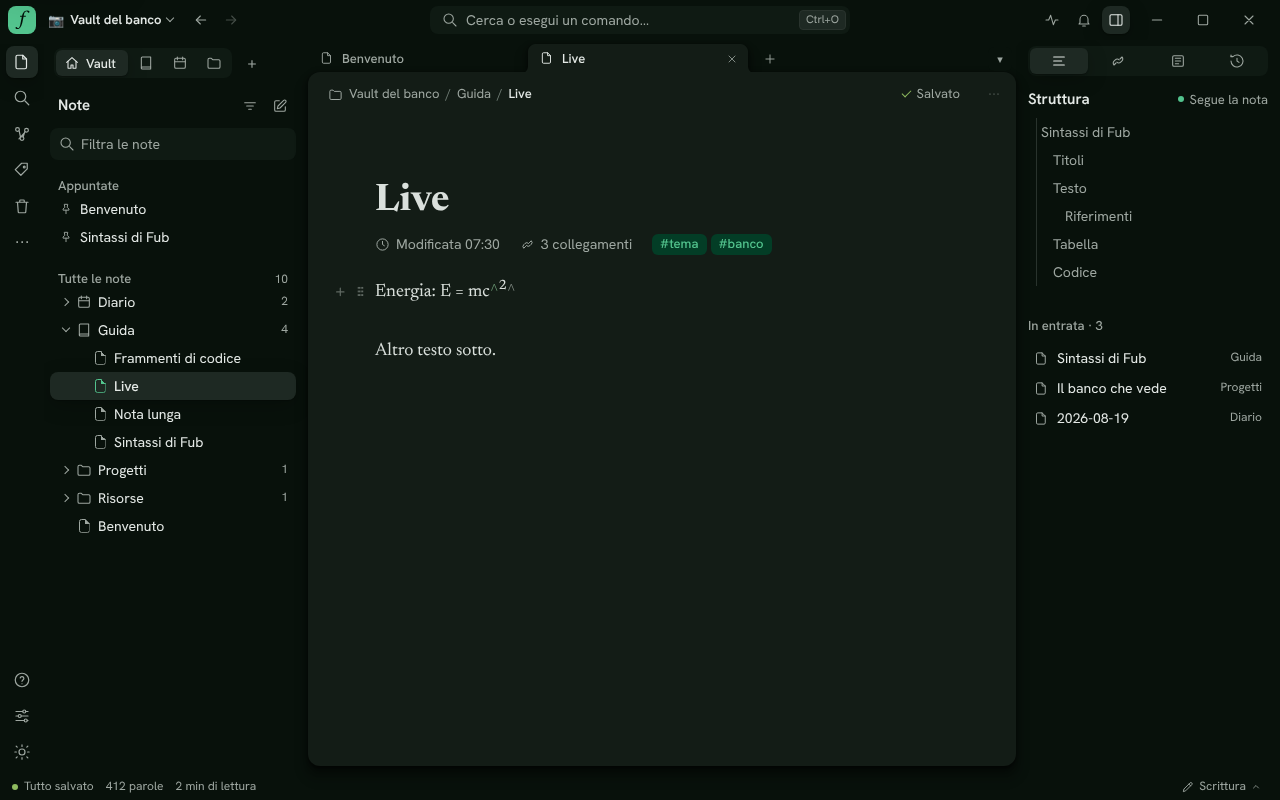 f Vault del banco
Cerca o esegui un comando...
Ctrl+O
Vault
Note
Filtra le note
Appuntate
Benvenuto
Sintassi di Fub
Tutte le note 10
Diario 2
Guida 4
Frammenti di codice
Live
Nota lunga
Sintassi di Fub
Progetti 1
Risorse 1
Benvenuto
Benvenuto
Live
Vault del banco / Guida / Live
Salvato
Live
Modificata 07:30 3 collegamenti #tema #banco
Energia: E = mc^2^
Altro testo sotto.
Struttura Segue la nota
Sintassi di Fub
Titoli
Testo
Riferimenti
Tabella
Codice
In entrata · 3
Sintassi di Fub Guida
Il banco che vede Progetti
2026-08-19 Diario
Tutto salvato 412 parole 2 min di lettura
Scrittura